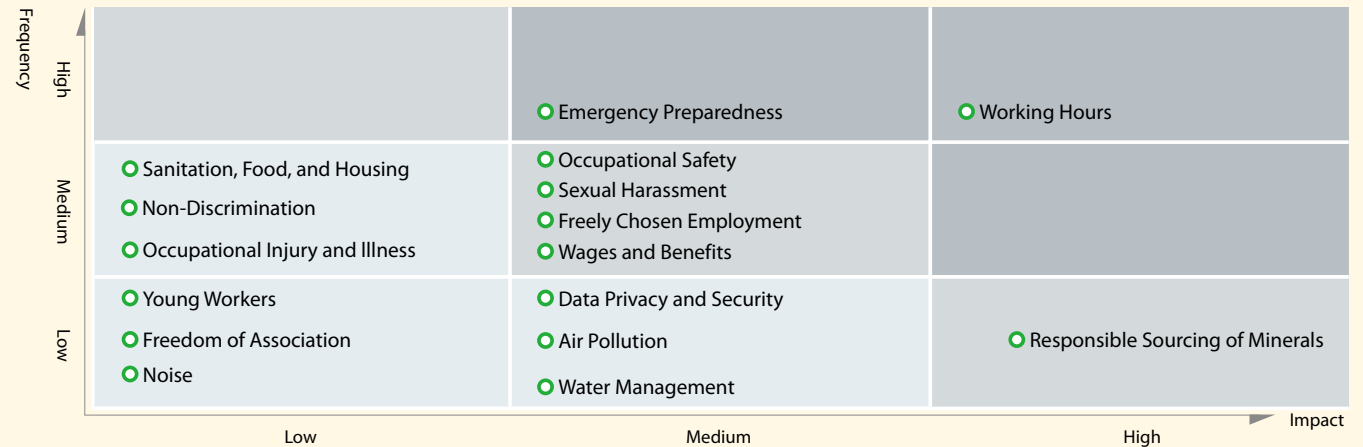 Frequency
High
Emergency Preparedness
Working Hours
Medium
Sanitation, Food, and Housing
Non-Discrimination
Occupational Injury and Illness
Occupational Safety
Sexual Harassment
Freely Chosen Employment
Wages and Benefits
Low
Young Workers
Freedom of Association
Noise
Data Privacy and Security
Air Pollution
Water Management
Responsible Sourcing of Minerals
Low
Medium
High
Impact